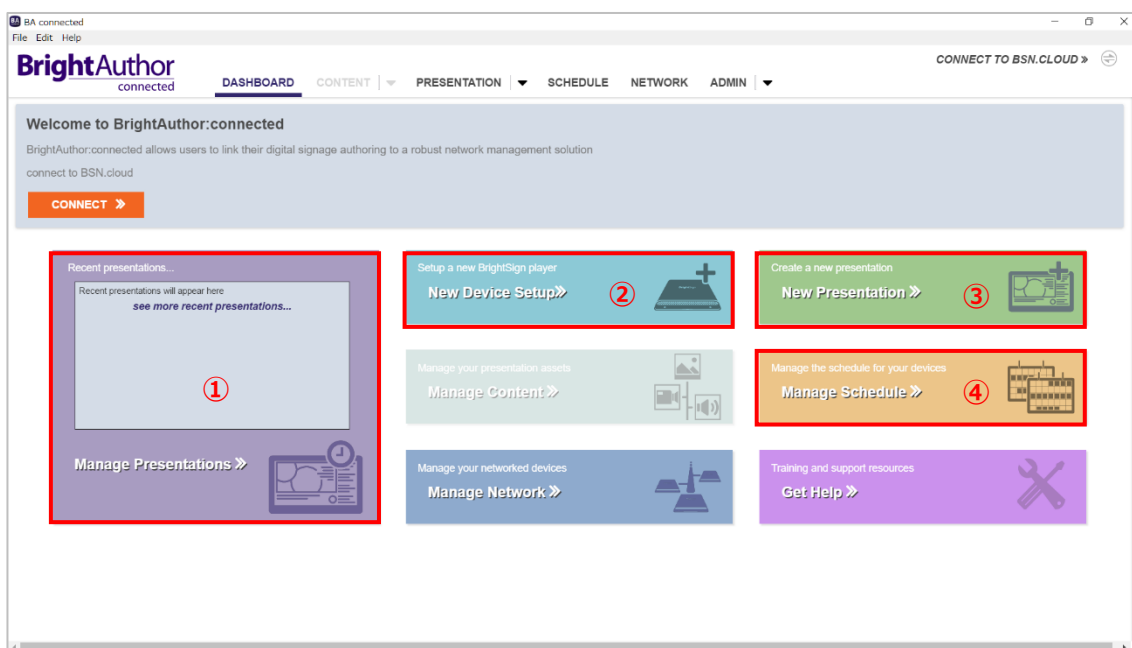 BA BA connected
File Edit Help
BrightAuthor
connected
DASHBOARD CONTENT PRESENTATION SCHEDULE NETWORK ADMIN
CONNECT TO BSN.CLOUD »
Welcome to BrightAuthor:connected
BrightAuthor:connected allows users to link their digital signage authoring to a robust network management solution
connect to BSN.cloud
CONNECT »
Recent presentations...
Recent presentations will appear here
see more recent presentations...
①
Manage Presentations »
Setup a new BrightSign player
New Device Setup»
②
Create a new presentation
New Presentation »
③
Manage your presentation assets
Manage Content »
Manage the schedule for your devices
Manage Schedule »
④
Manage your networked devices
Manage Network »
Training and support resources
Get Help »